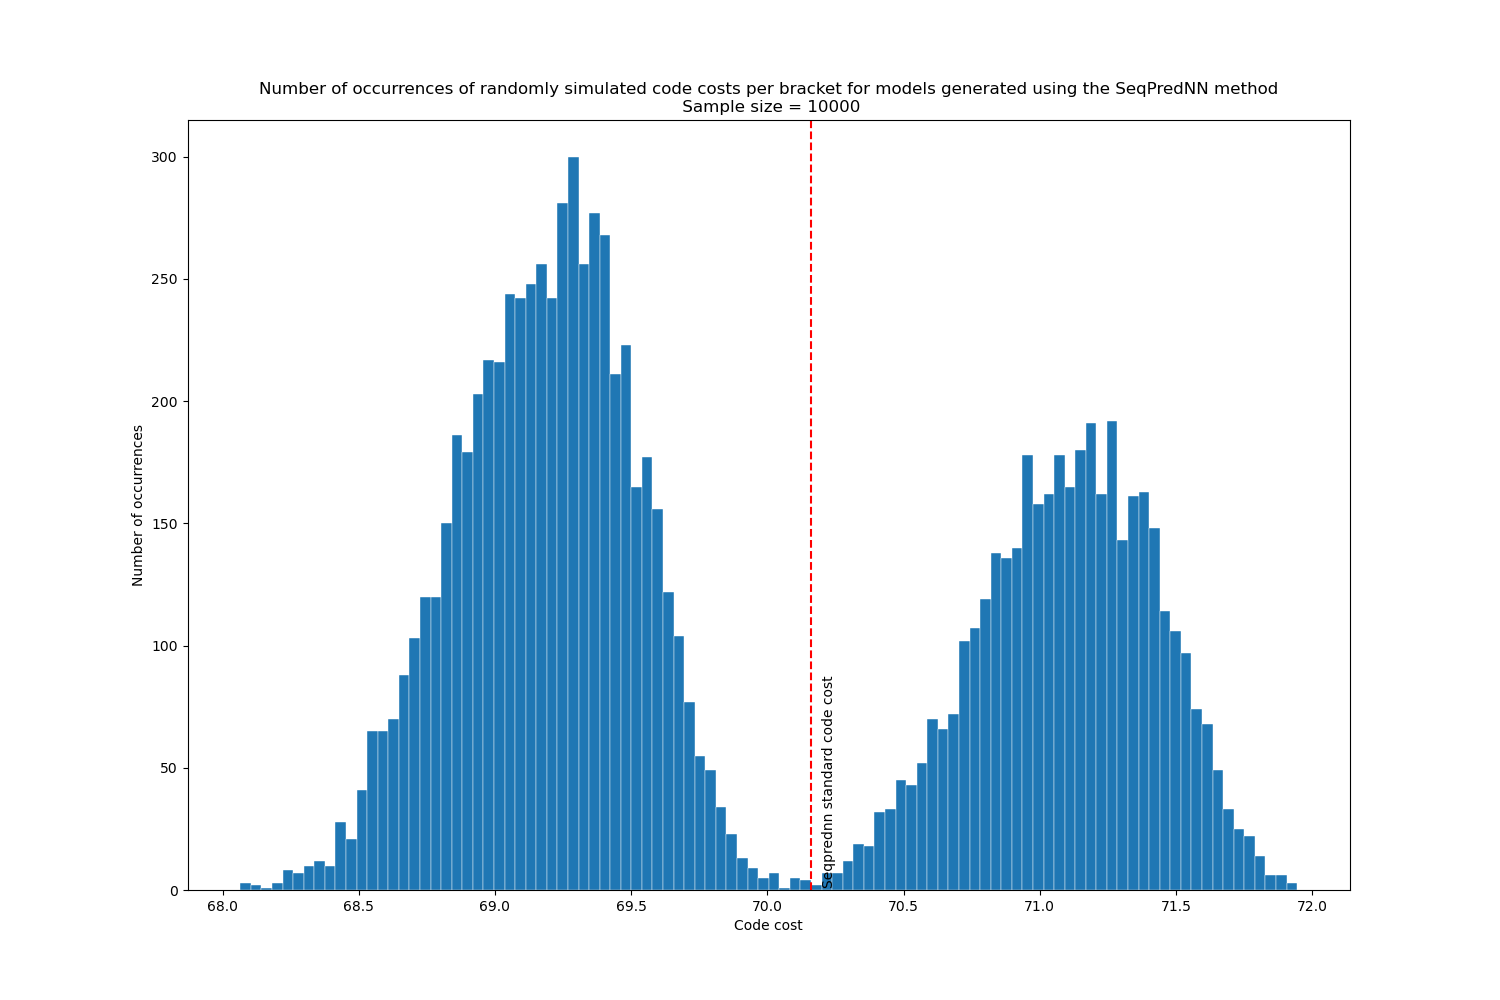 Number of occurrences of randomly simulated code costs per bracket for models generated using the SeqPredNN method
Sample size = 10000
300
250
200
150
100
50
0
Number of occurrences
Seqprednn standard code cost
68.0 68.5 69.0 69.5 70.0 70.5 71.0 71.5 72.0
Code cost